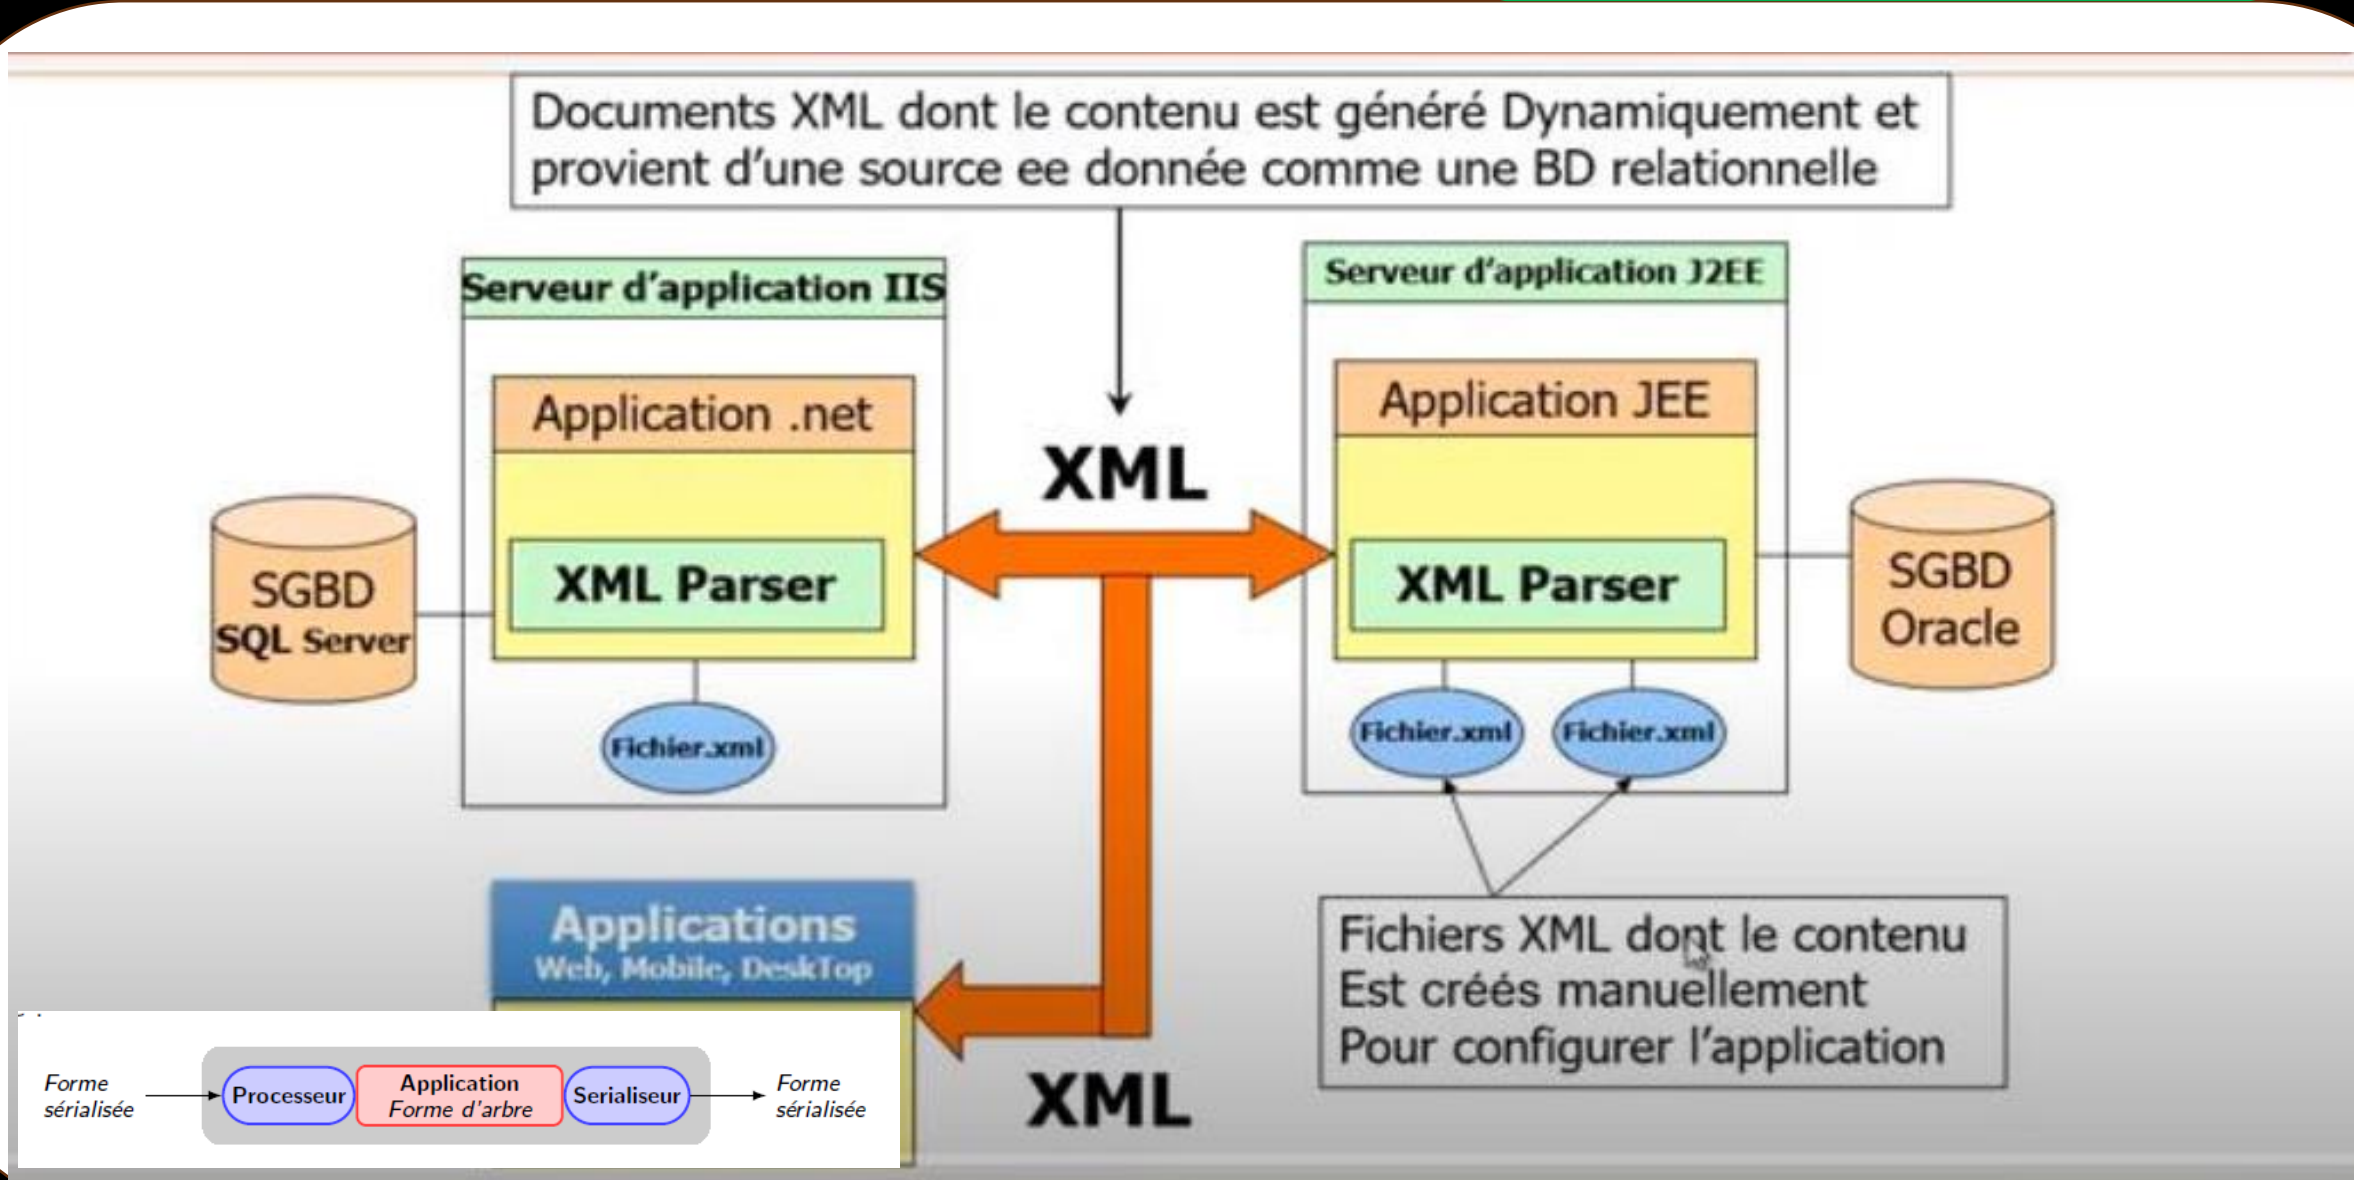 Documents XML dont le contenu est généré Dynamiquement et
provient d'une source ee donnée comme une BD relationnelle
Serveur d'application IIS
Serveur d'application J2EE
Application .net
Application JEE
XML
XML Parser
XML Parser
SGBD
SQL Server
SGBD
Oracle
Fichier.xml
Fichier.xml
Fichier.xml
Applications
Web, Mobile, DeskTop
Fichiers XML dont le contenu
Est créés manuellement
Pour configurer l'application
XML
Forme
sérialisée
Processeur
Application
Forme d'arbre
Serialiseur
Forme
sérialisée